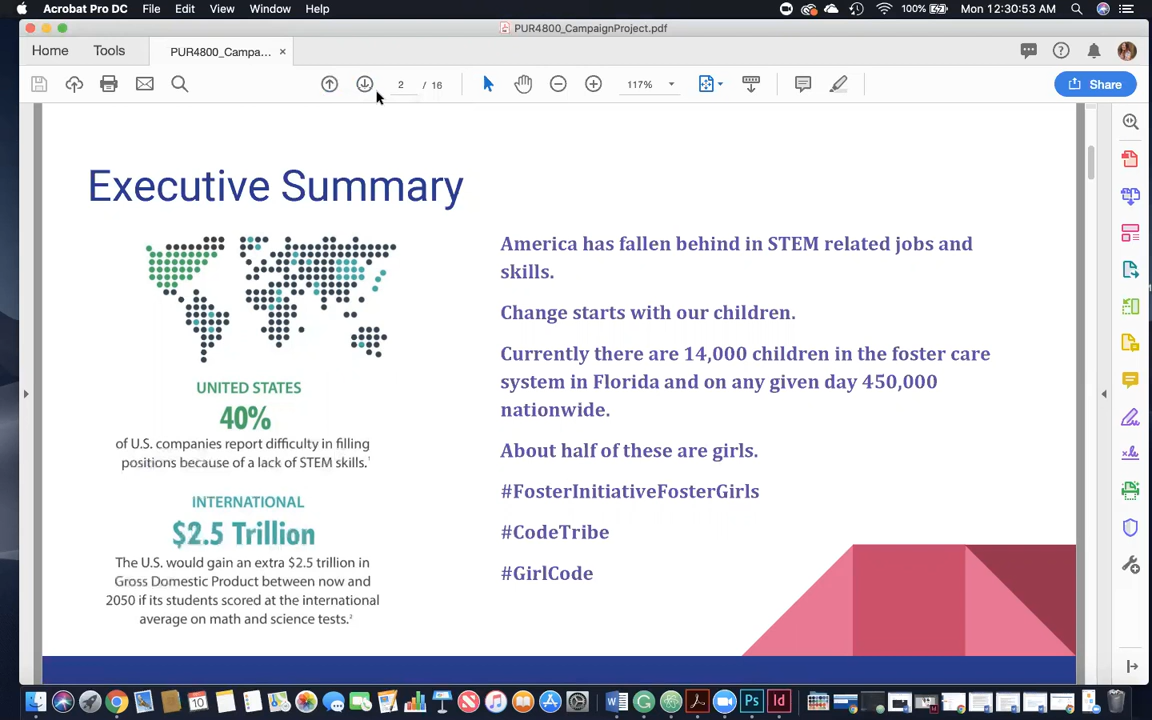 Acrobat Pro DC File Edit View Window Help 100% Mon 12:30:53 AM
PUR4800_CampaignProject.pdf
Home Tools PUR4800_Campa... ×
2 / 16 117% Share
Executive Summary
UNITED STATES
40%
of U.S. companies report difficulty in filling
positions because of a lack of STEM skills.¹
INTERNATIONAL
$2.5 Trillion
The U.S. would gain an extra $2.5 trillion in
Gross Domestic Product between now and
2050 if its students scored at the international
average on math and science tests.²
America has fallen behind in STEM related jobs and
skills.
Change starts with our children.
Currently there are 14,000 children in the foster care
system in Florida and on any given day 450,000
nationwide.
About half of these are girls.
#FosterInitiativeFosterGirls
#CodeTribe
#GirlCode